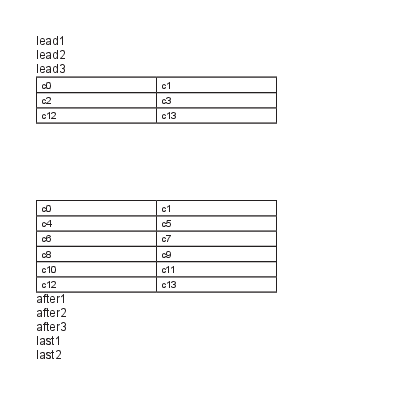 lead1
lead2
lead3
c0 c1
c2 c3
c12 c13
c0 c1
c4 c5
c6 c7
c8 c9
c10 c11
c12 c13
after1
after2
after3
last1
last2